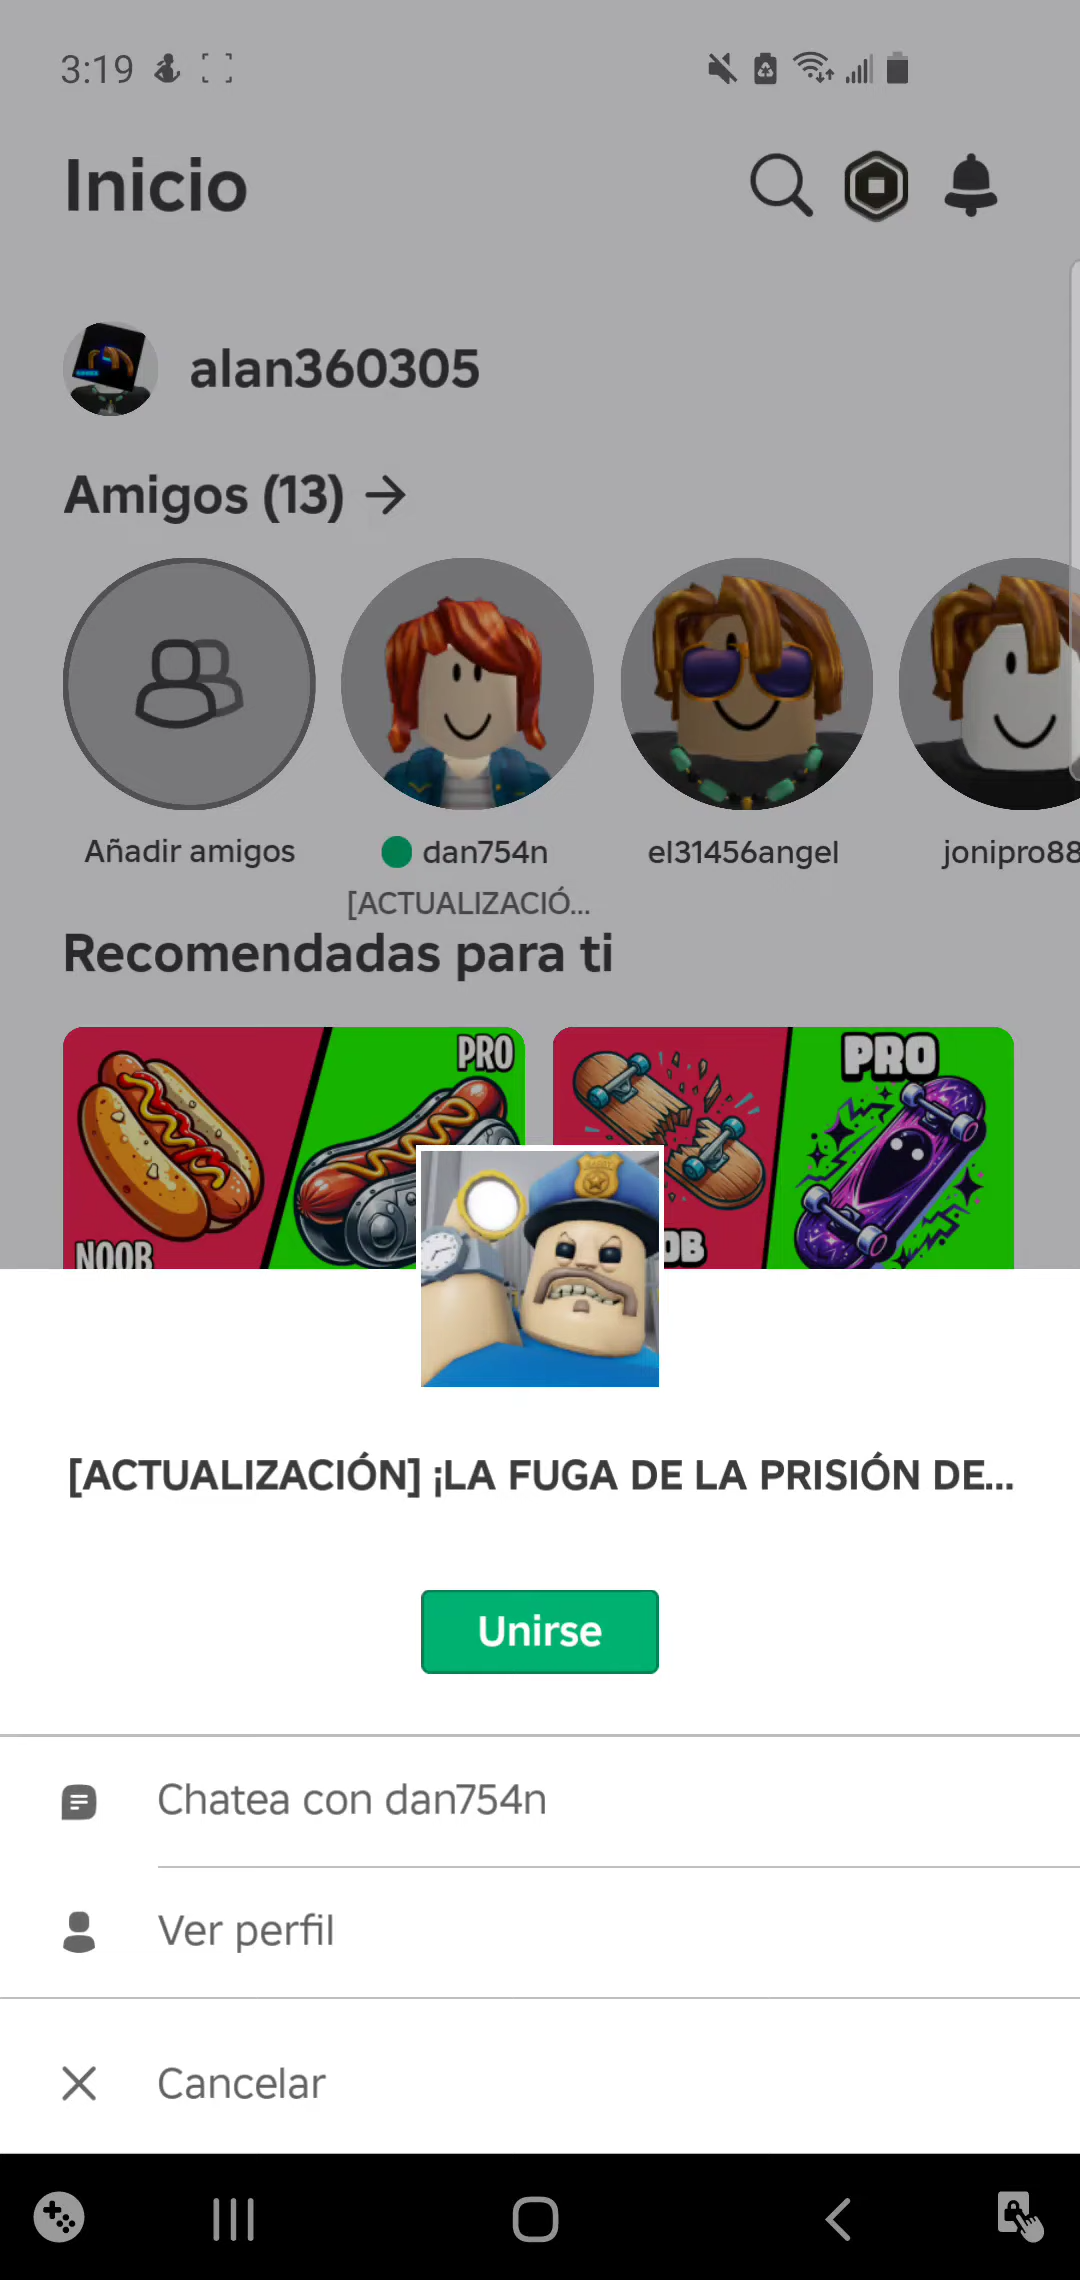 3:19
Inicio
alan360305
Amigos (13)
Añadir amigos
dan754n
el31456angel
jonipro88
[ACTUALIZACIÓ...
Recomendadas para ti
PRO
NOOB
PRO
OB
[ACTUALIZACIÓN] ¡LA FUGA DE LA PRISIÓN DE...
Unirse
Chatea con dan754n
Ver perfil
Cancelar